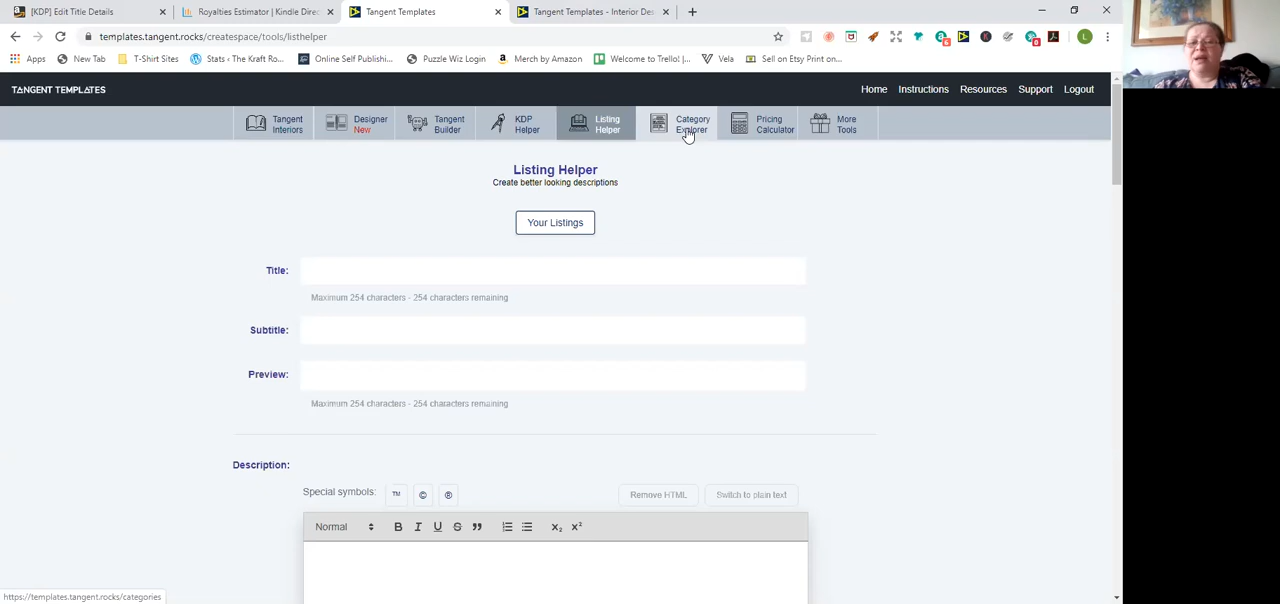 [KDP] Edit Title Details
Royalties Estimator | Kindle Direc
Tangent Templates
Tangent Templates - Interior Des
templates.tangent.rocks/createspace/tools/listhelper
Apps
New Tab
T-Shirt Sites
Stats ‹ The Kraft Ro...
Online Self Publishi...
Puzzle Wiz Login
Merch by Amazon
Welcome to Trello! |...
Vela
Sell on Etsy Print on...
TANGENT TEMPLATES
Home
Instructions
Resources
Support
Logout
Tangent
Interiors
Designer
New
Tangent
Builder
KDP
Helper
Listing
Helper
Category
Explorer
Pricing
Calculator
More
Tools
Listing Helper
Create better looking descriptions
Your Listings
Title:
Maximum 254 characters - 254 characters remaining
Subtitle:
Preview:
Maximum 254 characters - 254 characters remaining
Description:
Special symbols: ™ © ®
Remove HTML
Switch to plain text
Normal
B I U S
https://templates.tangent.rocks/categories